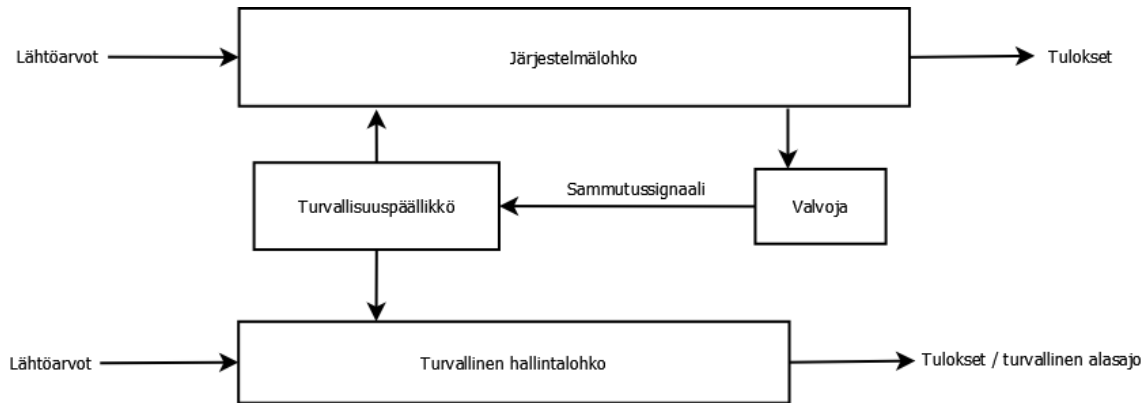 Lähtöarvot
Järjestelmälohko
Tulokset
Turvallisuuspäällikkö
Sammutussignaali
Valvoja
Lähtöarvot
Turvallinen hallintalohko
Tulokset / turvallinen alasajo